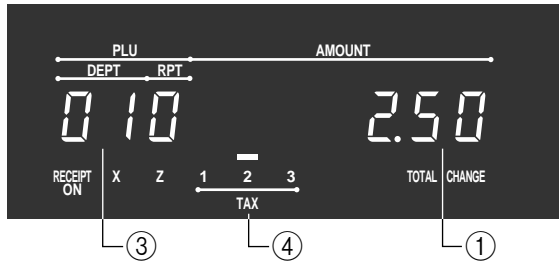 PLU AMOUNT
DEPT RPT
010 2.50
RECEIPT ON X Z 1 2 3 TOTAL CHANGE
TAX
③ ④ ①